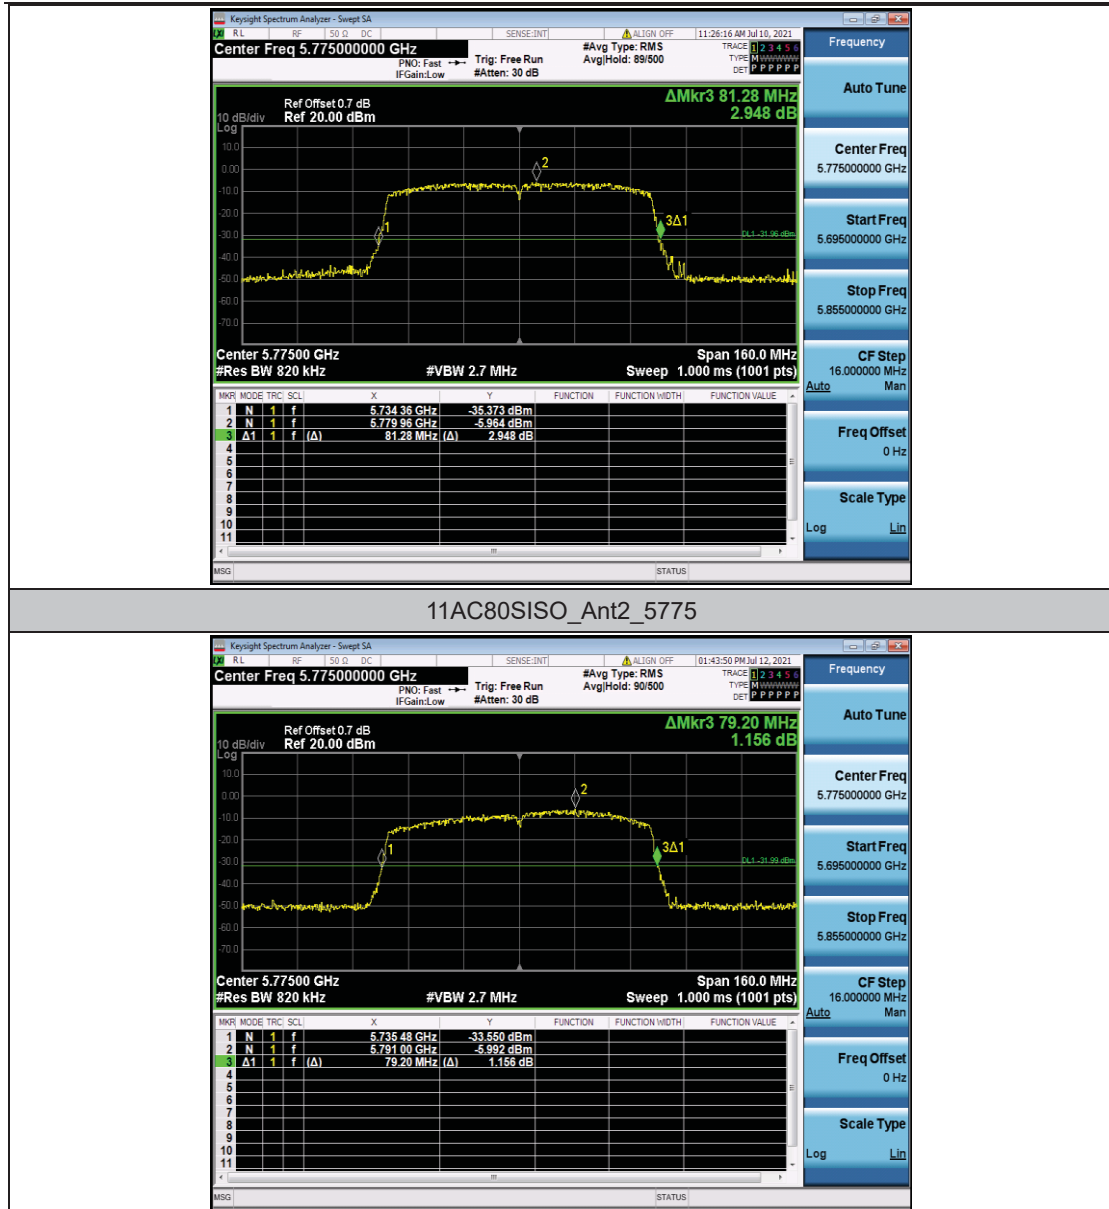 Keysight Spectrum Analyzer - Swept SA
LXI RL RF 50 Ω DC SENSE:INT ALIGN OFF 11:26:16 AM Jul 10, 2021
Center Freq 5.775000000 GHz
PNO: Fast
IFGain:Low
Trig: Free Run
#Atten: 30 dB
#Avg Type: RMS
Avg|Hold: 89/500
TRACE 1 2 3 4 5 6
TYPE M WWWWW
DET P P P P P P
ΔMkr3 81.28 MHz
2.948 dB
Ref Offset 0.7 dB
10 dB/div Ref 20.00 dBm
Log
10.0
0.00
-10.0
-20.0
-30.0
-40.0
-50.0
-60.0
-70.0
1
2
3Δ1
DL1 -31.96 dBm
Center 5.77500 GHz Span 160.0 MHz
#Res BW 820 kHz #VBW 2.7 MHz Sweep 1.000 ms (1001 pts)
MKR MODE TRC SCL X Y FUNCTION FUNCTION WIDTH FUNCTION VALUE
1 N 1 f 5.734 36 GHz -35.373 dBm
2 N 1 f 5.779 96 GHz -5.964 dBm
3 Δ1 1 f (Δ) 81.28 MHz (Δ) 2.948 dB
4
5
6
7
8
9
10
11
MSG STATUS
Frequency
Auto Tune
Center Freq
5.775000000 GHz
Start Freq
5.695000000 GHz
Stop Freq
5.855000000 GHz
CF Step
16.000000 MHz
Auto Man
Freq Offset
0 Hz
Scale Type
Log Lin
11AC80SISO_Ant2_5775
Keysight Spectrum Analyzer - Swept SA
LXI RL RF 50 Ω DC SENSE:INT ALIGN OFF 01:43:50 PM Jul 12, 2021
Center Freq 5.775000000 GHz
PNO: Fast
IFGain:Low
Trig: Free Run
#Atten: 30 dB
#Avg Type: RMS
Avg|Hold: 90/500
TRACE 1 2 3 4 5 6
TYPE M WWWWW
DET P P P P P P
ΔMkr3 79.20 MHz
1.156 dB
Ref Offset 0.7 dB
10 dB/div Ref 20.00 dBm
Log
10.0
0.00
-10.0
-20.0
-30.0
-40.0
-50.0
-60.0
-70.0
1
2
3Δ1
DL1 -31.99 dBm
Center 5.77500 GHz Span 160.0 MHz
#Res BW 820 kHz #VBW 2.7 MHz Sweep 1.000 ms (1001 pts)
MKR MODE TRC SCL X Y FUNCTION FUNCTION WIDTH FUNCTION VALUE
1 N 1 f 5.735 48 GHz -33.550 dBm
2 N 1 f 5.791 00 GHz -5.992 dBm
3 Δ1 1 f (Δ) 79.20 MHz (Δ) 1.156 dB
4
5
6
7
8
9
10
11
MSG STATUS
Frequency
Auto Tune
Center Freq
5.775000000 GHz
Start Freq
5.695000000 GHz
Stop Freq
5.855000000 GHz
CF Step
16.000000 MHz
Auto Man
Freq Offset
0 Hz
Scale Type
Log Lin